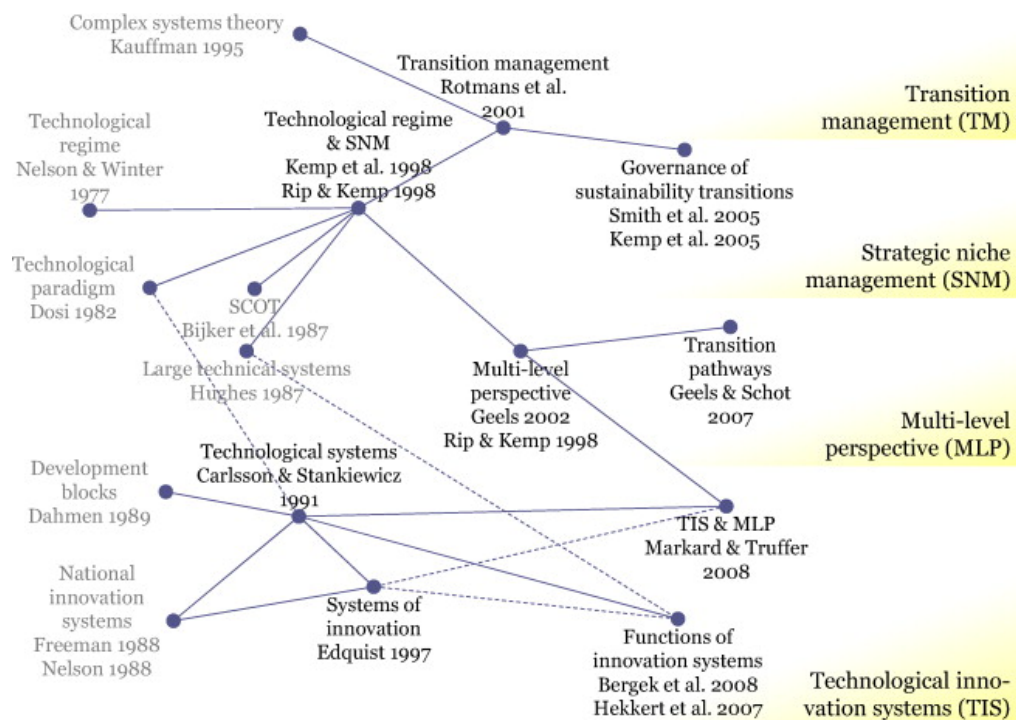 Complex systems theory
Kauffman 1995
Transition management
Rotmans et al.
2001
Transition
management (TM)
Technological
regime
Nelson & Winter
1977
Technological regime
& SNM
Kemp et al. 1998
Rip & Kemp 1998
Governance of
sustainability transitions
Smith et al. 2005
Kemp et al. 2005
Strategic niche
management (SNM)
Technological
paradigm
Dosi 1982
SCOT
Bijker et al. 1987
Large technical systems
Hughes 1987
Multi-level
perspective
Geels 2002
Rip & Kemp 1998
Transition
pathways
Geels & Schot
2007
Multi-level
perspective (MLP)
Development
blocks
Dahmen 1989
Technological systems
Carlsson & Stankiewicz
1991
TIS & MLP
Markard & Truffer
2008
National
innovation
systems
Freeman 1988
Nelson 1988
Systems of
innovation
Edquist 1997
Functions of
innovation systems
Bergek et al. 2008
Hekkert et al. 2007
Technological inno-
vation systems (TIS)